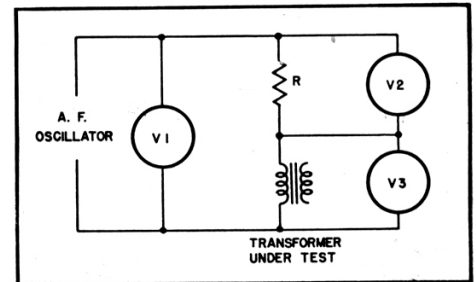 A. F.
OSCILLATOR
V1
R
V2
V3
TRANSFORMER
UNDER TEST